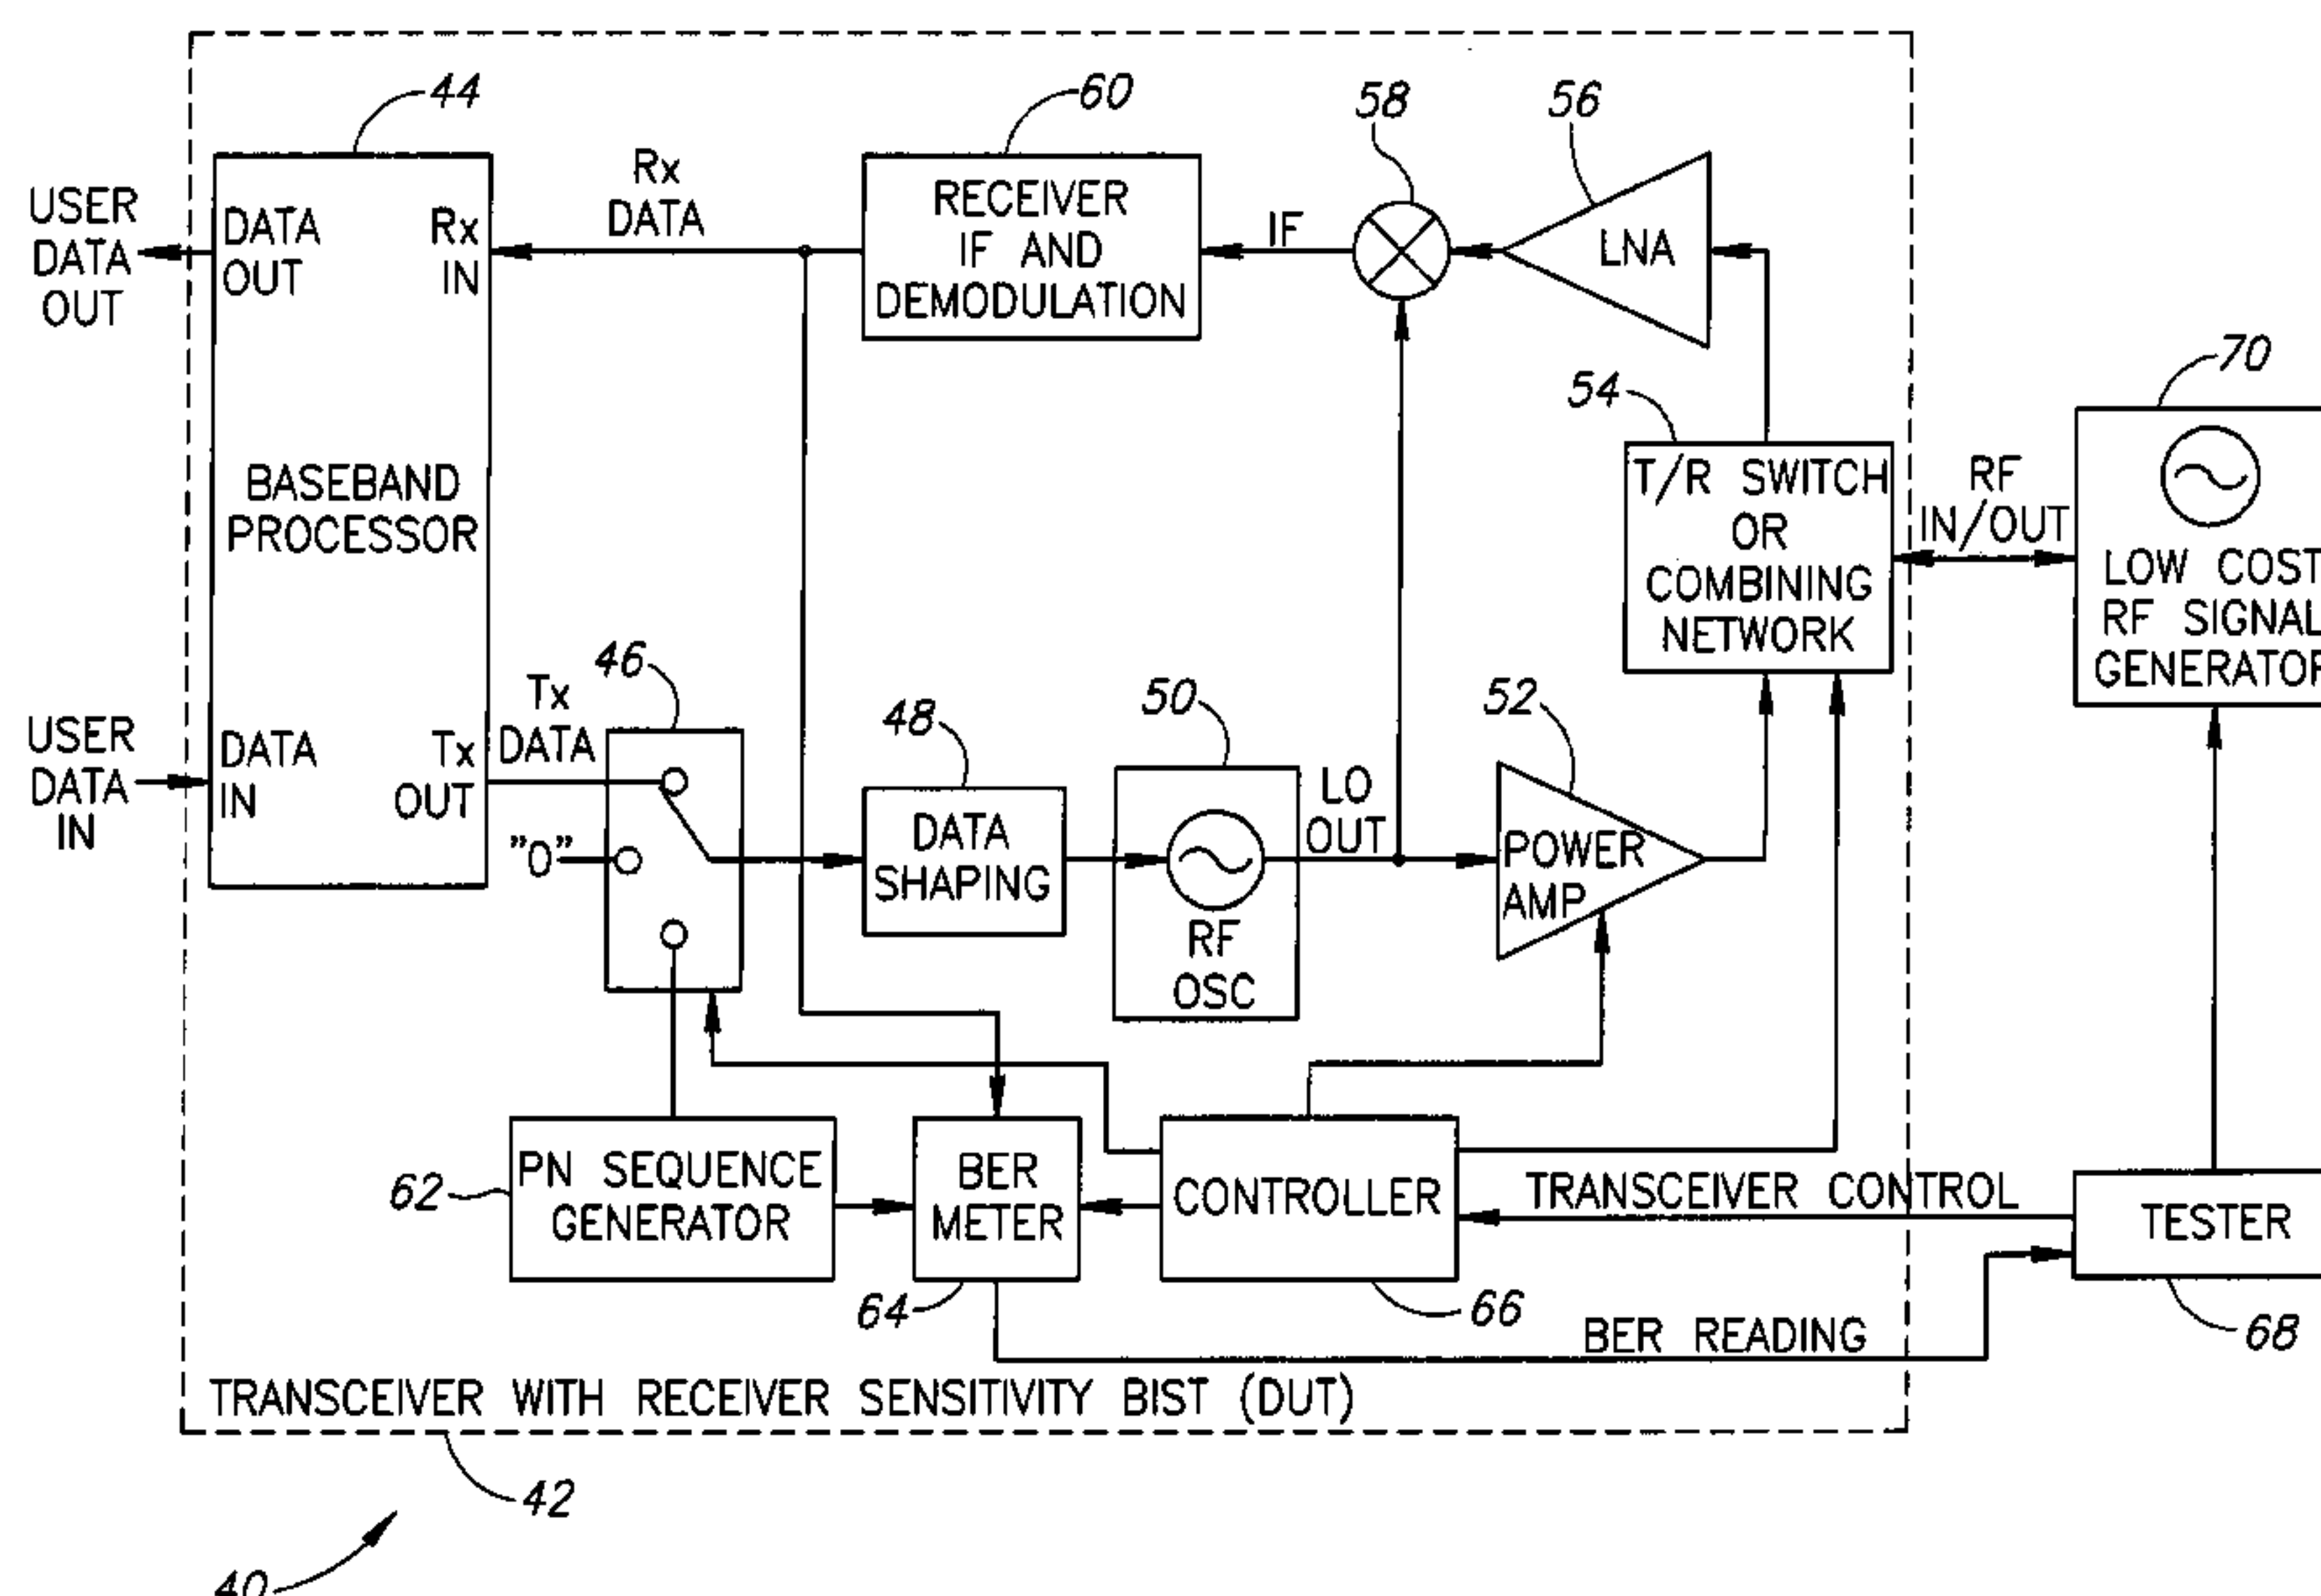 44
60
58
56
USER
DATA
OUT
DATA
OUT
Rx
IN
Rx
DATA
RECEIVER
IF AND
DEMODULATION
IF
LNA
BASEBAND
PROCESSOR
54
T/R SWITCH
OR
COMBINING
NETWORK
RF
IN/OUT
70
LOW COST
RF SIGNAL
GENERATOR
USER
DATA
IN
DATA
IN
Tx
OUT
Tx
DATA
46
"0"
48
DATA
SHAPING
50
RF
OSC
LO
OUT
52
POWER
AMP
62
PN SEQUENCE
GENERATOR
BER
METER
64
CONTROLLER
66
TRANSCEIVER CONTROL
TESTER
68
BER READING
TRANSCEIVER WITH RECEIVER SENSITIVITY BIST (DUT)
42
40